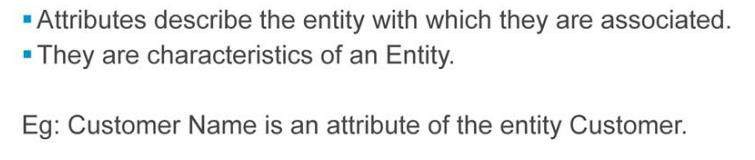 ▪ Attributes describe the entity with which they are associated.
▪ They are characteristics of an Entity.
Eg: Customer Name is an attribute of the entity Customer.